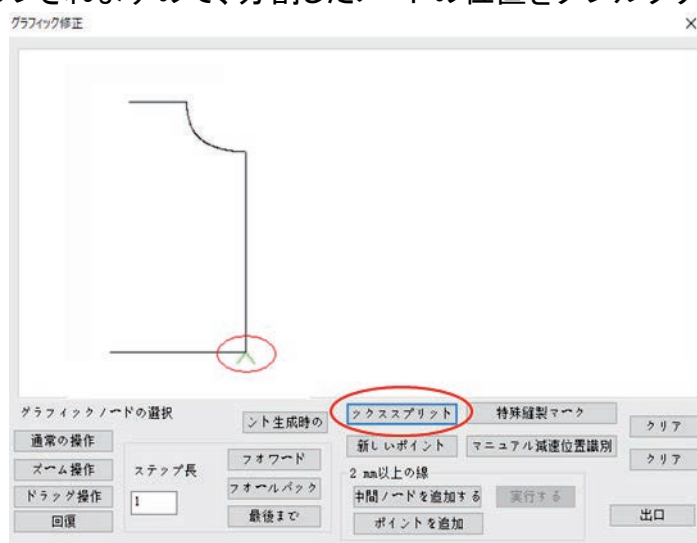 グラフィック修正
グラフィックノードの選択
ント生成時の
ックススプリット
特殊縫製マーク
クリア
通常の操作
新しいポイント
マニュアル減速位置識別
ズーム操作
ステップ長
フオワード
2 mm以上の線
クリア
ドラッグ操作
1
フオールバック
中間ノードを追加する
実行する
回復
最後まで
ポイントを追加
出口